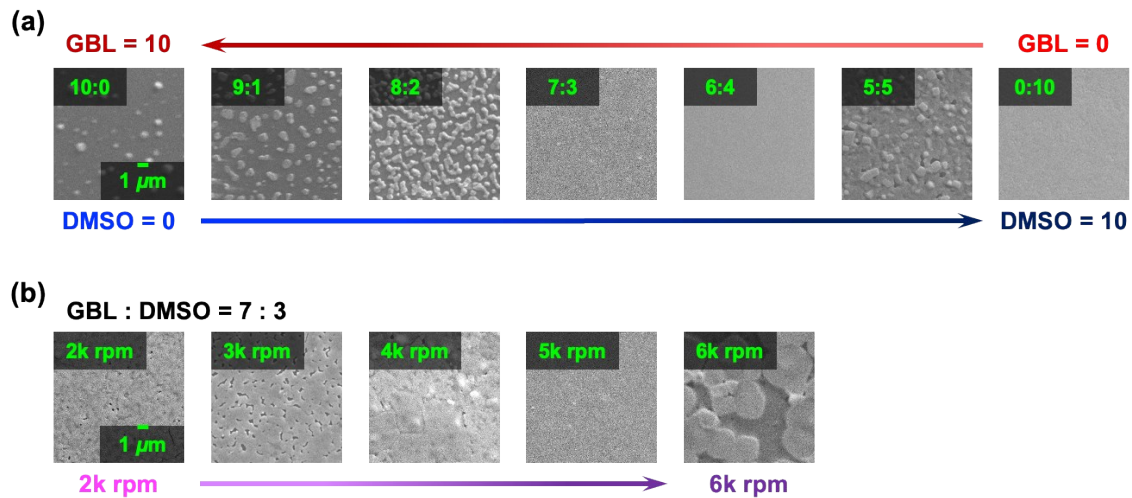 (a)
GBL = 10 GBL = 0
10:0 9:1 8:2 7:3 6:4 5:5 0:10
1 µm
DMSO = 0 DMSO = 10
(b)
GBL : DMSO = 7 : 3
2k rpm 3k rpm 4k rpm 5k rpm 6k rpm
1 µm
2k rpm 6k rpm